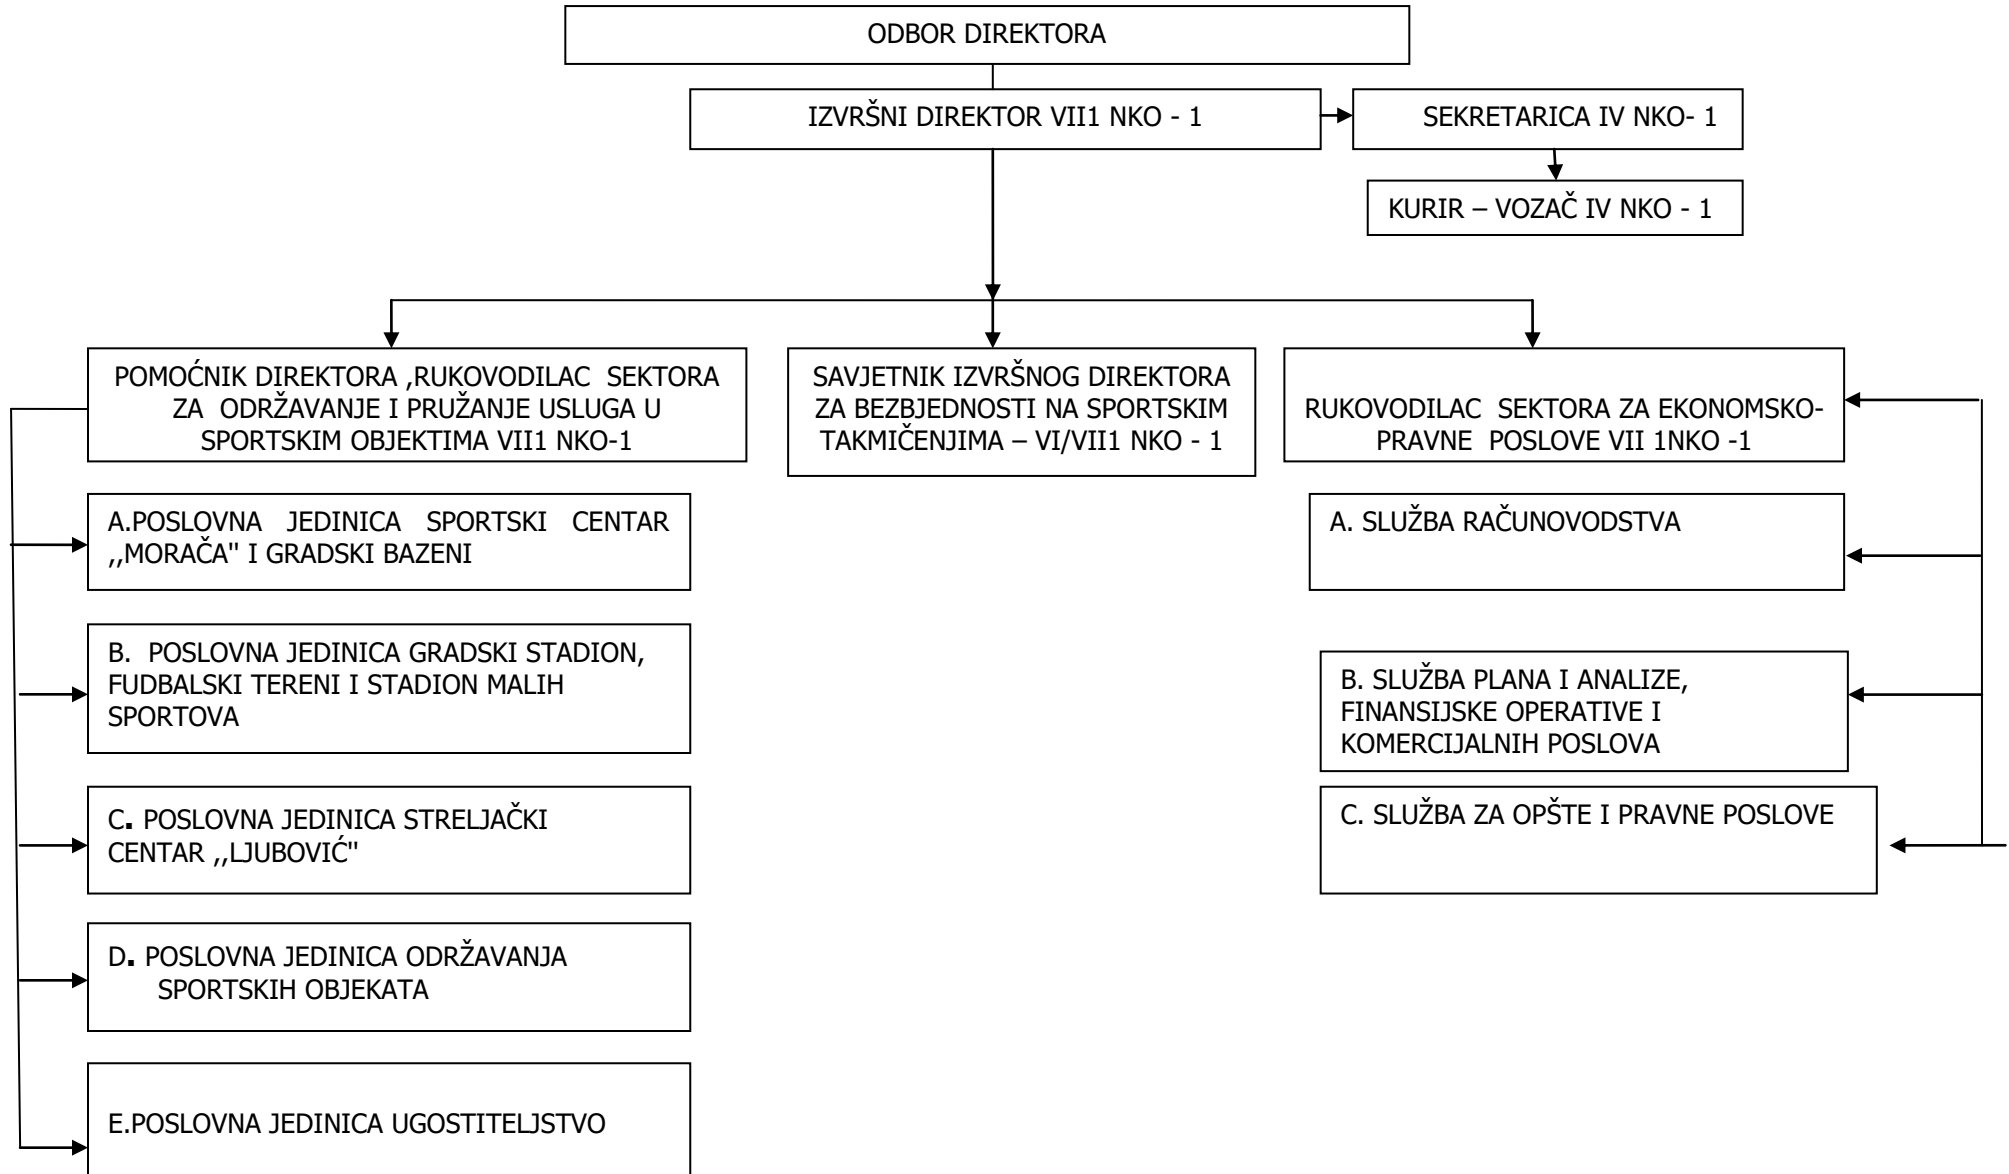 ODBOR DIREKTORA
IZVRŠNI DIREKTOR VII1 NKO - 1
SEKRETARICA IV NKO- 1
KURIR – VOZAČ IV NKO - 1
POMOĆNIK DIREKTORA ,RUKOVODILAC SEKTORA
ZA ODRŽAVANJE I PRUŽANJE USLUGA U
SPORTSKIM OBJEKTIMA VII1 NKO-1
SAVJETNIK IZVRŠNOG DIREKTORA
ZA BEZBJEDNOSTI NA SPORTSKIM
TAKMIČENJIMA – VI/VII1 NKO - 1
RUKOVODILAC SEKTORA ZA EKONOMSKO-
PRAVNE POSLOVE VII 1NKO -1
A.POSLOVNA JEDINICA SPORTSKI CENTAR
,,MORAČA" I GRADSKI BAZENI
B. POSLOVNA JEDINICA GRADSKI STADION,
FUDBALSKI TERENI I STADION MALIH
SPORTOVA
C. POSLOVNA JEDINICA STRELJAČKI
CENTAR ,,LJUBOVIĆ"
D. POSLOVNA JEDINICA ODRŽAVANJA
SPORTSKIH OBJEKATA
E.POSLOVNA JEDINICA UGOSTITELJSTVO
A. SLUŽBA RAČUNOVODSTVA
B. SLUŽBA PLANA I ANALIZE,
FINANSIJSKE OPERATIVE I
KOMERCIJALNIH POSLOVA
C. SLUŽBA ZA OPŠTE I PRAVNE POSLOVE